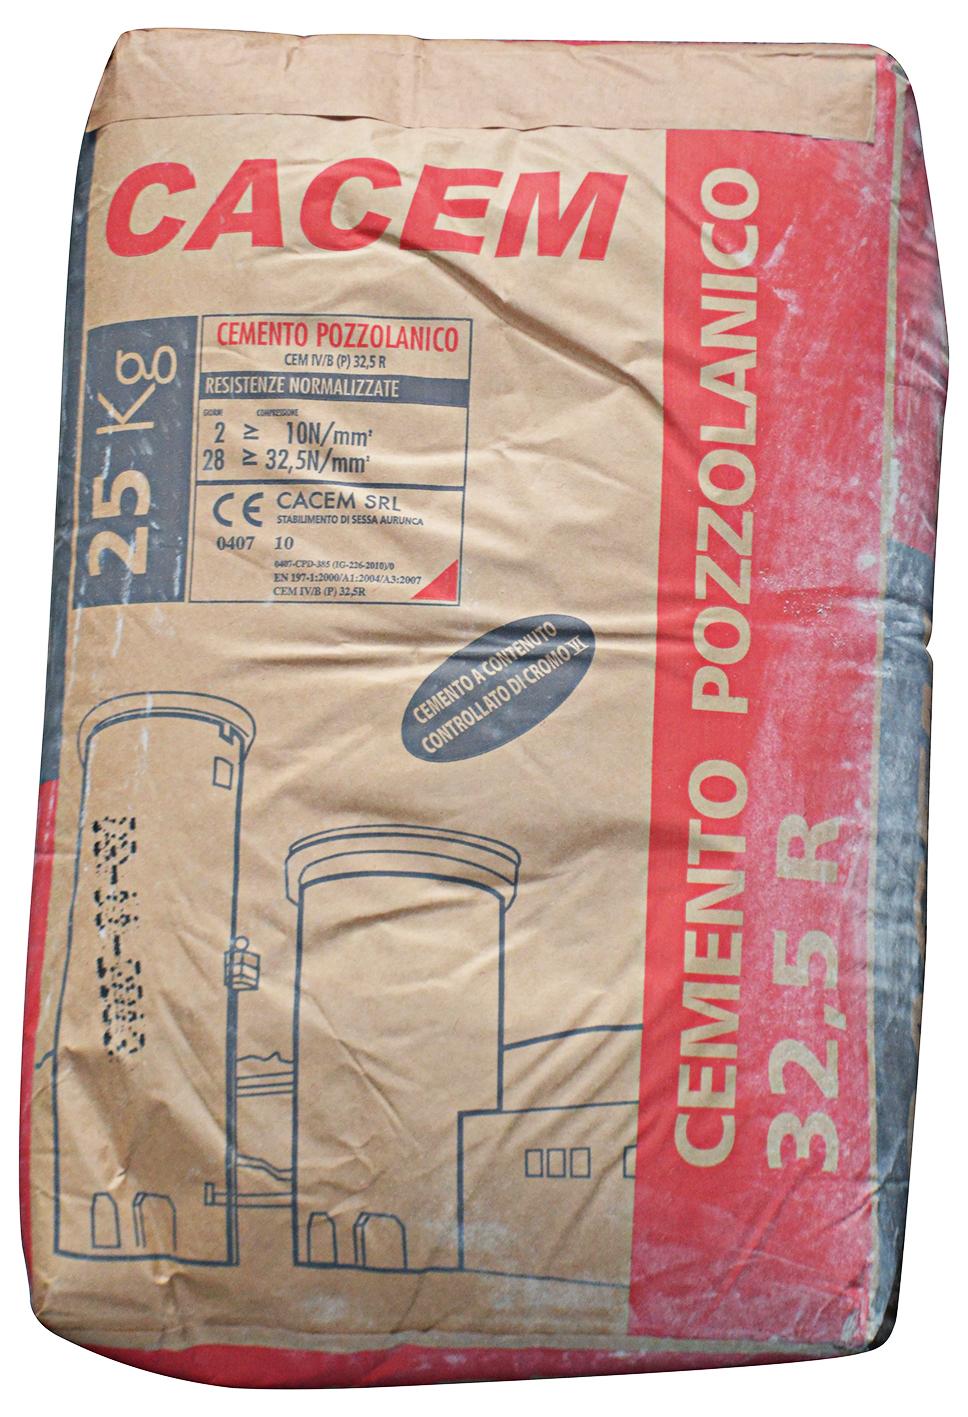 CACEM
25 Kg
CEMENTO POZZOLANICO
CEM IV/B (P) 32,5 R
RESISTENZE NORMALIZZATE
GIORNI COMPRESSIONE
2 ≥ 10N/mm²
28 ≥ 32,5N/mm²
CE CACEM SRL
STABILIMENTO DI SESSA AURUNCA
0407 10
0407-CPD-385 (IG-226-2010)/0
EN 197-1:2000/A1:2004/A3:2007
CEM IV/B (P) 32,5R
CEMENTO A CONTENUTO
CONTROLLATO DI CROMO VI
CEMENTO POZZOLANICO
32,5 R